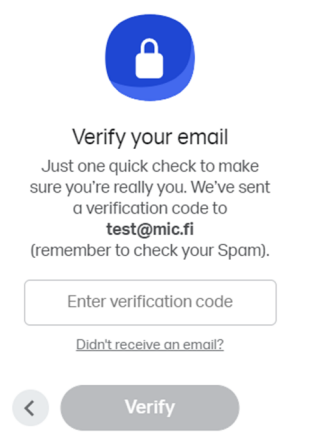 Verify your email
Just one quick check to make
sure you're really you. We've sent
a verification code to
test@mic.fi
(remember to check your Spam).
Enter verification code
Didn't receive an email?
Verify